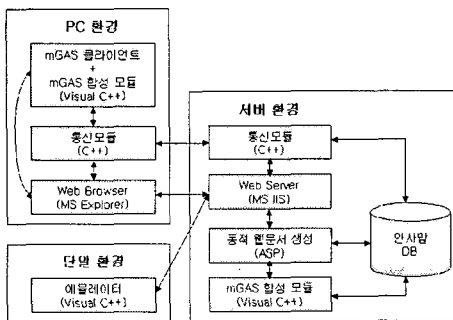 PC 환경
mGAS 클라이언트
+
mGAS 합성 모듈
(Visual C++)
통신모듈
(C++)
Web Browser
(MS Explorer)
단말 환경
에뮬레이터
(Visual C++)
서버 환경
통신모듈
(C++)
Web Server
(MS IIS)
동적 웹문서 생성
(ASP)
mGAS 합성 모듈
(Visual C++)
안사맙
DB